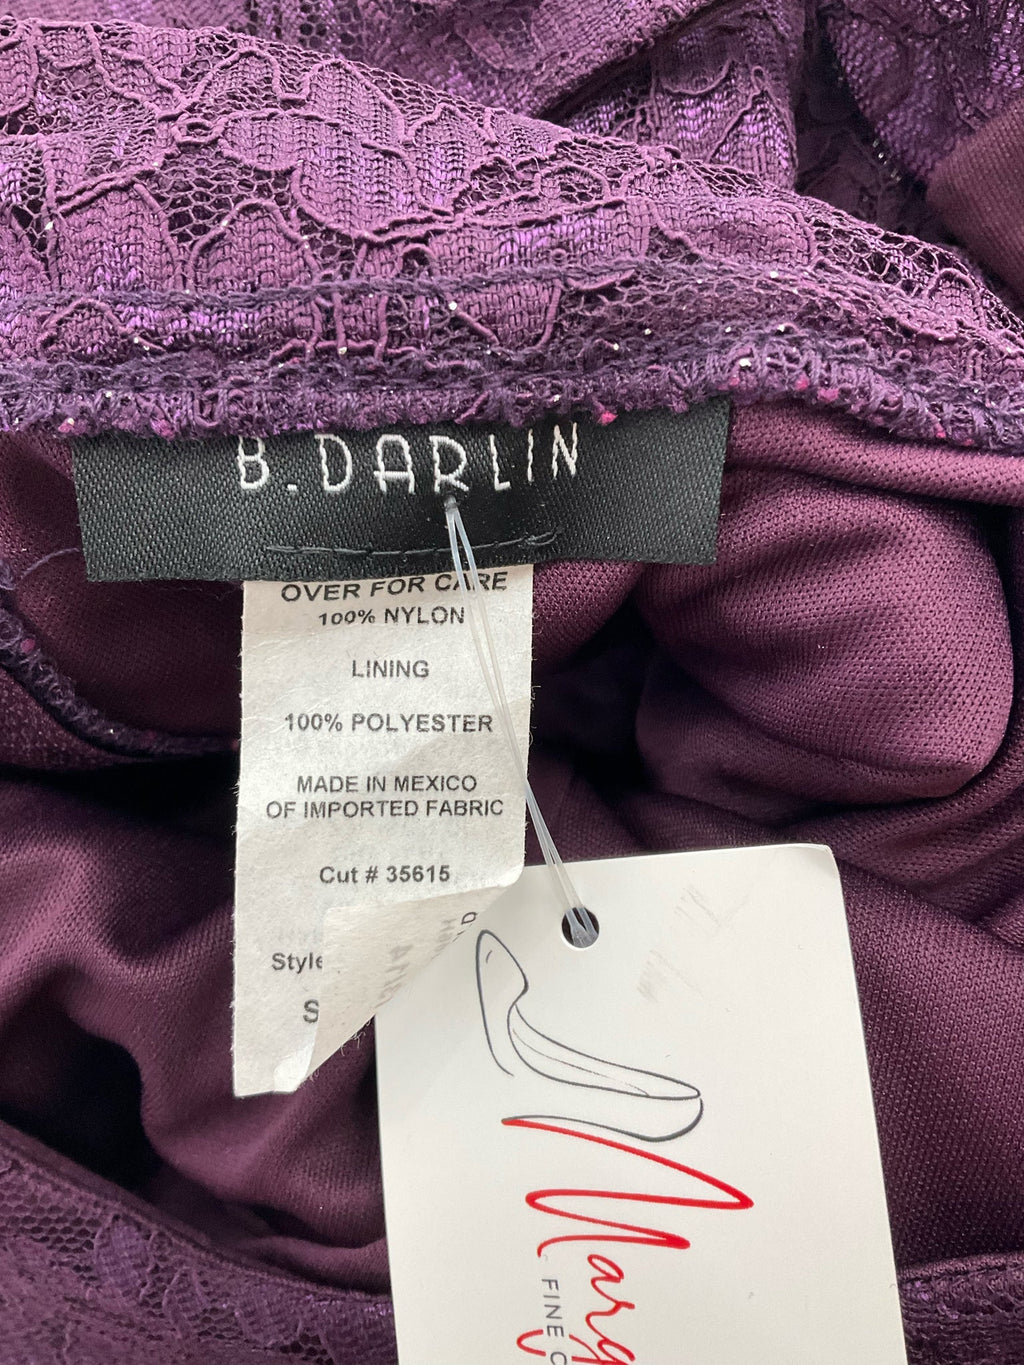 B. DARLIN
OVER FOR CARE
100% NYLON
LINING
100% POLYESTER
MADE IN MEXICO
OF IMPORTED FABRIC
Cut # 35615
Style
S
Marg
FINE C